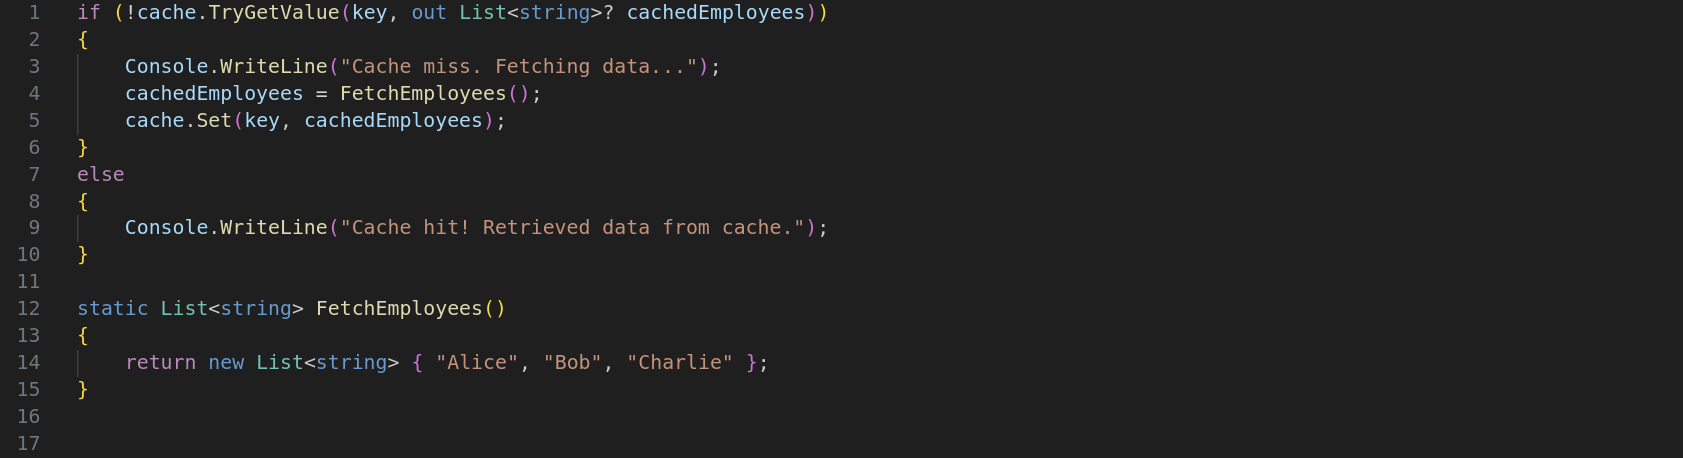 1 if (!cache.TryGetValue(key, out List<string>? cachedEmployees))
2 {
3     Console.WriteLine("Cache miss. Fetching data...");
4     cachedEmployees = FetchEmployees();
5     cache.Set(key, cachedEmployees);
6 }
7 else
8 {
9     Console.WriteLine("Cache hit! Retrieved data from cache.");
10 }
11
12 static List<string> FetchEmployees()
13 {
14     return new List<string> { "Alice", "Bob", "Charlie" };
15 }
16
17